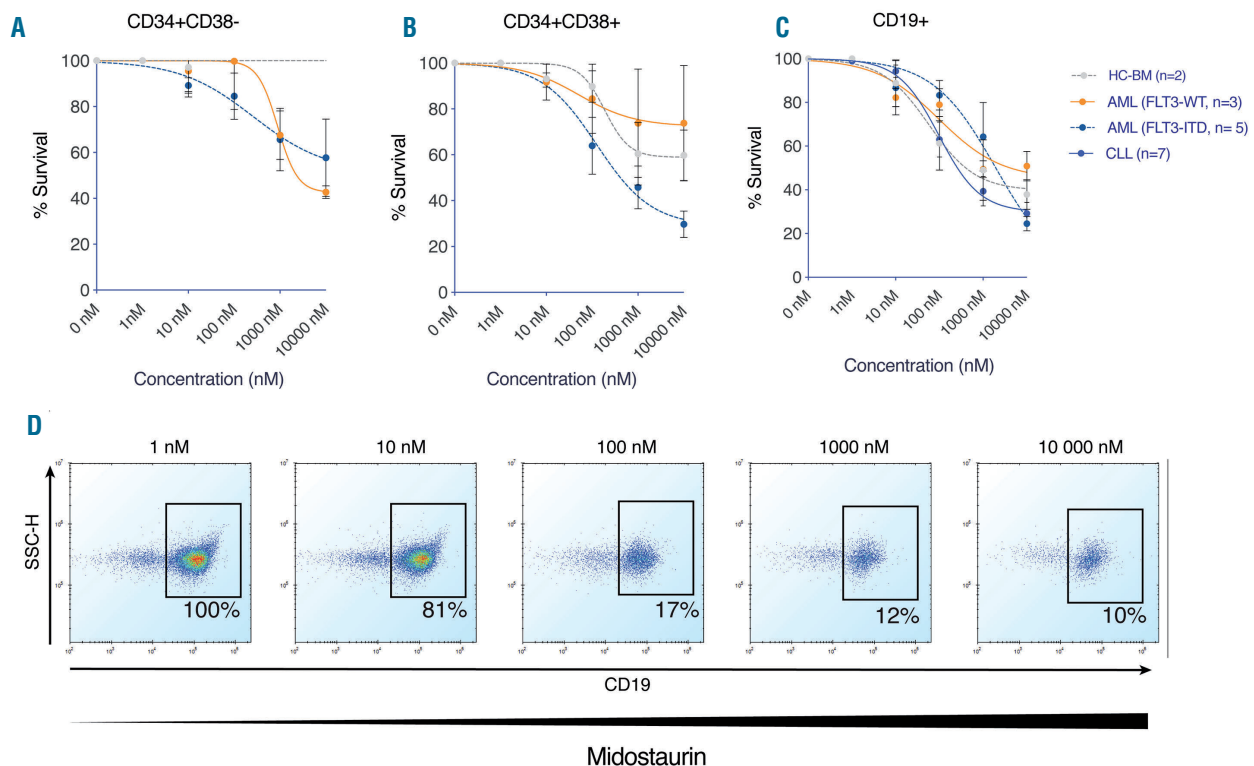 A
CD34+CD38-
% Survival
100
80
60
40
20
0
0 nM
1nM
10 nM
100 nM
1000 nM
10000 nM
Concentration (nM)
B
CD34+CD38+
% Survival
100
80
60
40
20
0
0 nM
1nM
10 nM
100 nM
1000 nM
10000 nM
Concentration (nM)
C
CD19+
% Survival
100
80
60
40
20
0
0 nM
1nM
10 nM
100 nM
1000 nM
10000 nM
Concentration (nM)
HC-BM (n=2)
AML (FLT3-WT, n=3)
AML (FLT3-ITD, n= 5)
CLL (n=7)
D
1 nM
10 nM
100 nM
1000 nM
10 000 nM
SSC-H
100%
81%
17%
12%
10%
CD19
Midostaurin